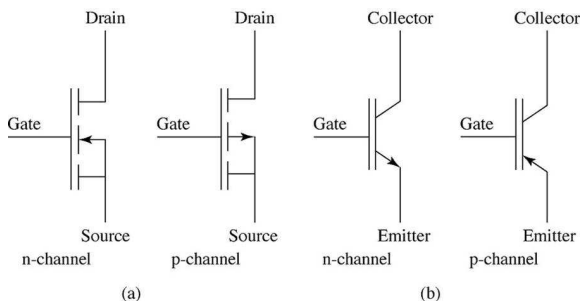 Drain Drain Collector Collector
Gate Gate Gate Gate
Source Source Emitter Emitter
n-channel p-channel n-channel p-channel
(a) (b)